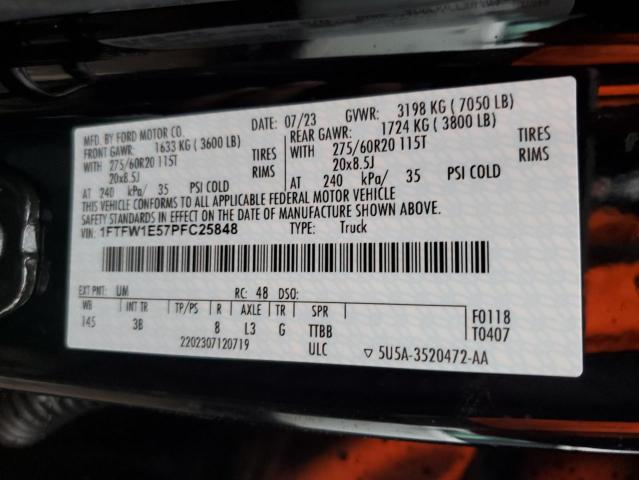 MFD. BY FORD MOTOR CO.
DATE: 07/23 GVWR: 3198 KG ( 7050 LB)
FRONT GAWR: 1633 KG ( 3600 LB)
REAR GAWR: 1724 KG ( 3800 LB)
WITH 275/60R20 115T TIRES
WITH 275/60R20 115T TIRES
20x8.5J RIMS
20x8.5J RIMS
AT 240 kPa/ 35 PSI COLD
AT 240 kPa/ 35 PSI COLD
THIS VEHICLE CONFORMS TO ALL APPLICABLE FEDERAL MOTOR VEHICLE
SAFETY STANDARDS IN EFFECT ON THE DATE OF MANUFACTURE SHOWN ABOVE.
VIN: 1FTFW1E57PFC25848 TYPE: Truck
EXT PNT: UM RC: 48 DSO:
WB INT TR TP/PS R AXLE TR SPR
145 3B 8 L3 G TTBB
F0118
T0407
2202307120719 ULC
▽ 5U5A-3520472-AA